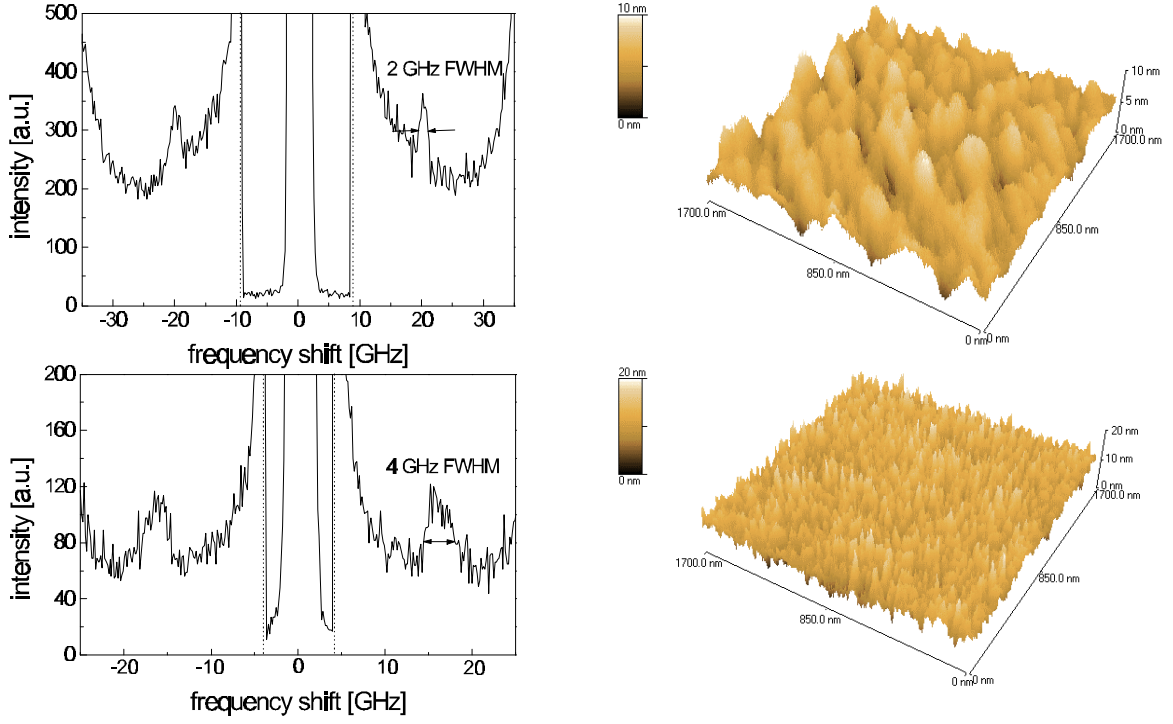 500
400
300
200
100
0
intensity [a.u.]
2 GHz FWHM
-30 -20 -10 0 10 20 30
frequency shift [GHz]
10 nm
0 nm
10 nm
5 nm
0 nm
1700.0 nm
850.0 nm
0 nm
1700.0 nm
850.0 nm
0 nm
200
160
120
80
40
0
intensity [a.u.]
4 GHz FWHM
-20 -10 0 10 20
frequency shift [GHz]
20 nm
0 nm
20 nm
10 nm
0 nm
1700.0 nm
850.0 nm
0 nm
1700.0 nm
850.0 nm
0 nm